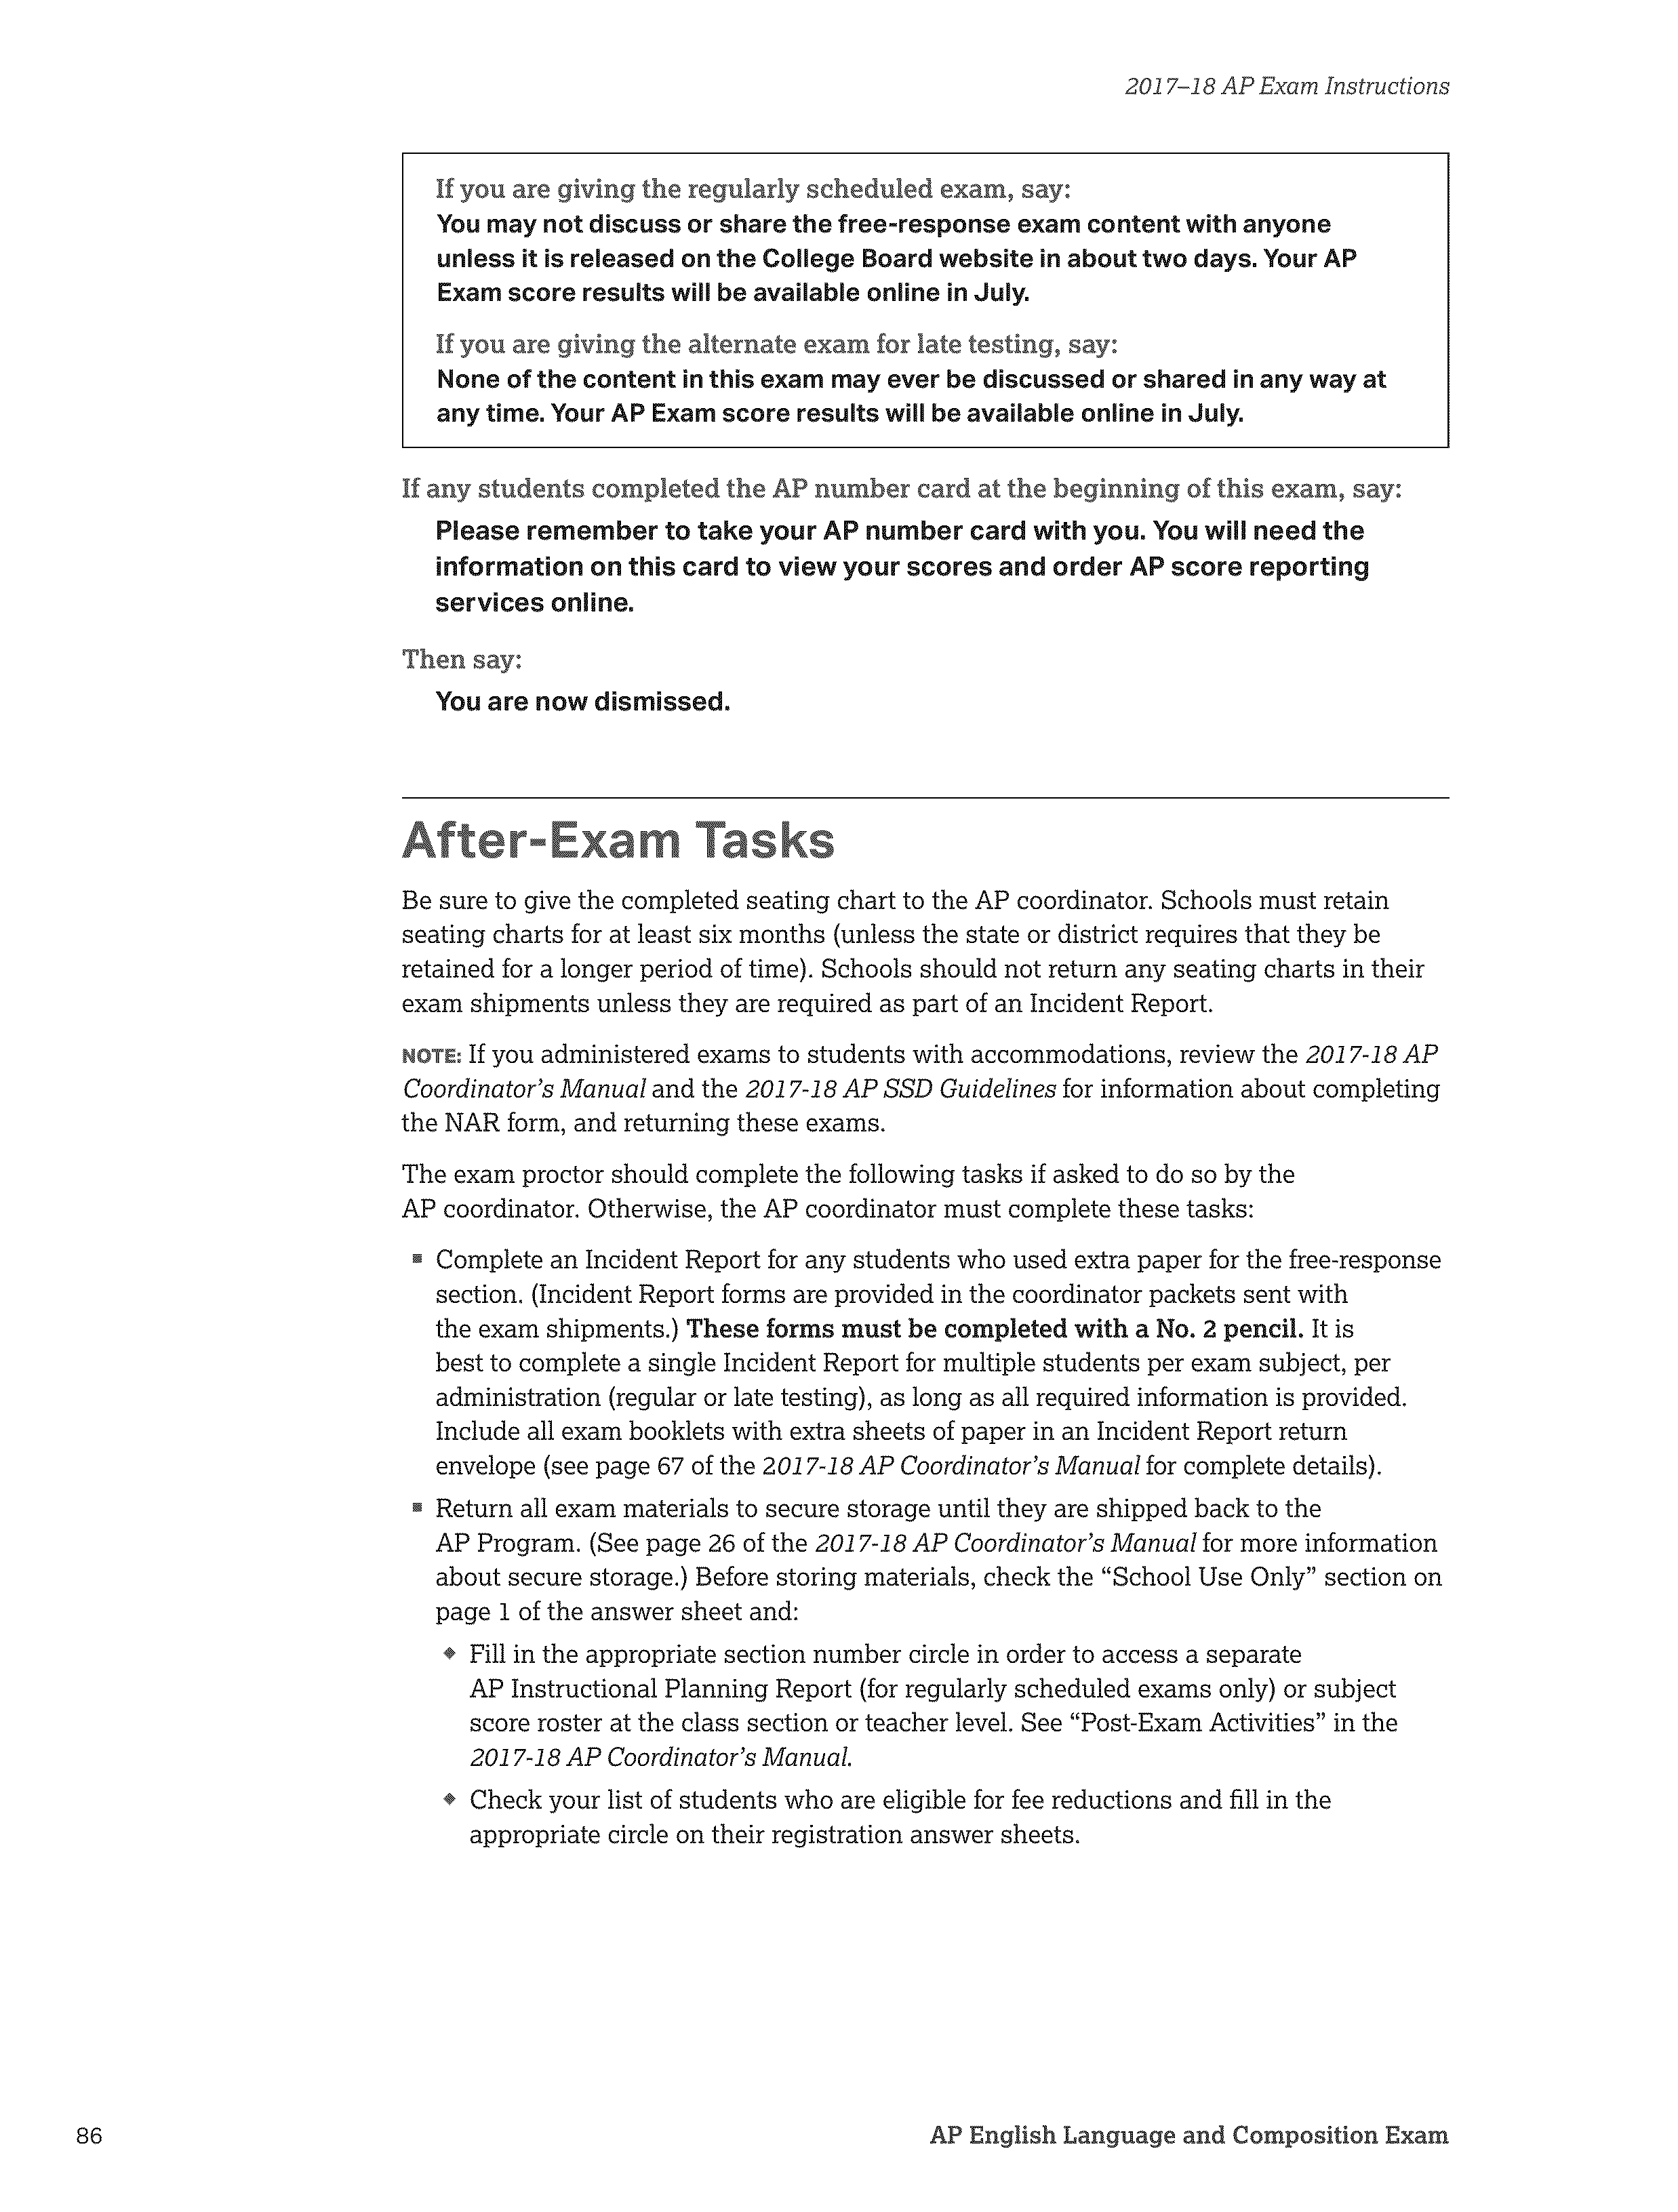 2017–18 AP Exam Instructions
If you are giving the regularly scheduled exam, say:
You may not discuss or share the free-response exam content with anyone
unless it is released on the College Board website in about two days. Your AP
Exam score results will be available online in July.
If you are giving the alternate exam for late testing, say:
None of the content in this exam may ever be discussed or shared in any way at
any time. Your AP Exam score results will be available online in July.
If any students completed the AP number card at the beginning of this exam, say:
Please remember to take your AP number card with you. You will need the
information on this card to view your scores and order AP score reporting
services online.
Then say:
You are now dismissed.
After-Exam Tasks
Be sure to give the completed seating chart to the AP coordinator. Schools must retain
seating charts for at least six months (unless the state or district requires that they be
retained for a longer period of time). Schools should not return any seating charts in their
exam shipments unless they are required as part of an Incident Report.
NOTE: If you administered exams to students with accommodations, review the 2017-18 AP
Coordinator’s Manual and the 2017-18 AP SSD Guidelines for information about completing
the NAR form, and returning these exams.
The exam proctor should complete the following tasks if asked to do so by the
AP coordinator. Otherwise, the AP coordinator must complete these tasks:
▪ Complete an Incident Report for any students who used extra paper for the free-response
section. (Incident Report forms are provided in the coordinator packets sent with
the exam shipments.) These forms must be completed with a No. 2 pencil. It is
best to complete a single Incident Report for multiple students per exam subject, per
administration (regular or late testing), as long as all required information is provided.
Include all exam booklets with extra sheets of paper in an Incident Report return
envelope (see page 67 of the 2017-18 AP Coordinator’s Manual for complete details).
▪ Return all exam materials to secure storage until they are shipped back to the
AP Program. (See page 26 of the 2017-18 AP Coordinator’s Manual for more information
about secure storage.) Before storing materials, check the “School Use Only” section on
page 1 of the answer sheet and:
◆ Fill in the appropriate section number circle in order to access a separate
AP Instructional Planning Report (for regularly scheduled exams only) or subject
score roster at the class section or teacher level. See “Post-Exam Activities” in the
2017-18 AP Coordinator’s Manual.
◆ Check your list of students who are eligible for fee reductions and fill in the
appropriate circle on their registration answer sheets.
86
AP English Language and Composition Exam